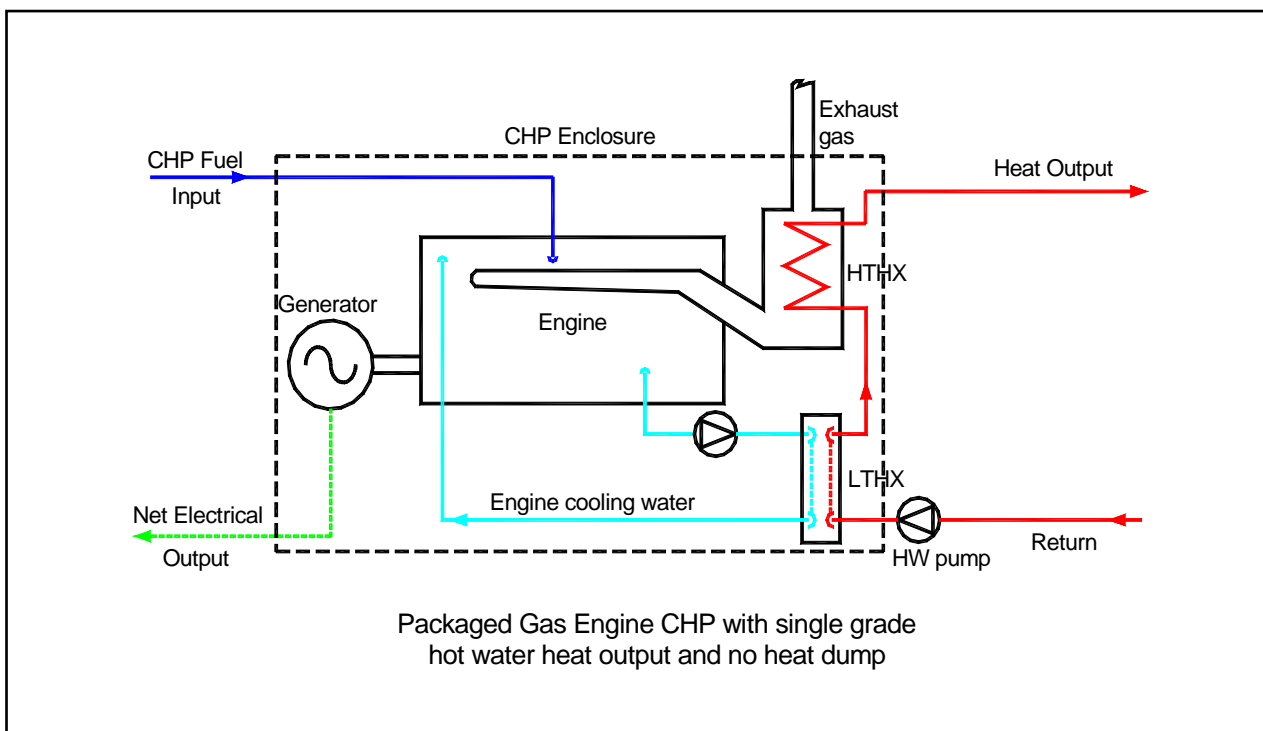 Exhaust
gas
CHP Enclosure
CHP Fuel
Input
Heat Output
HTHX
Generator
Engine
LTHX
Engine cooling water
Net Electrical
Output
Return
HW pump
Packaged Gas Engine CHP with single grade
hot water heat output and no heat dump